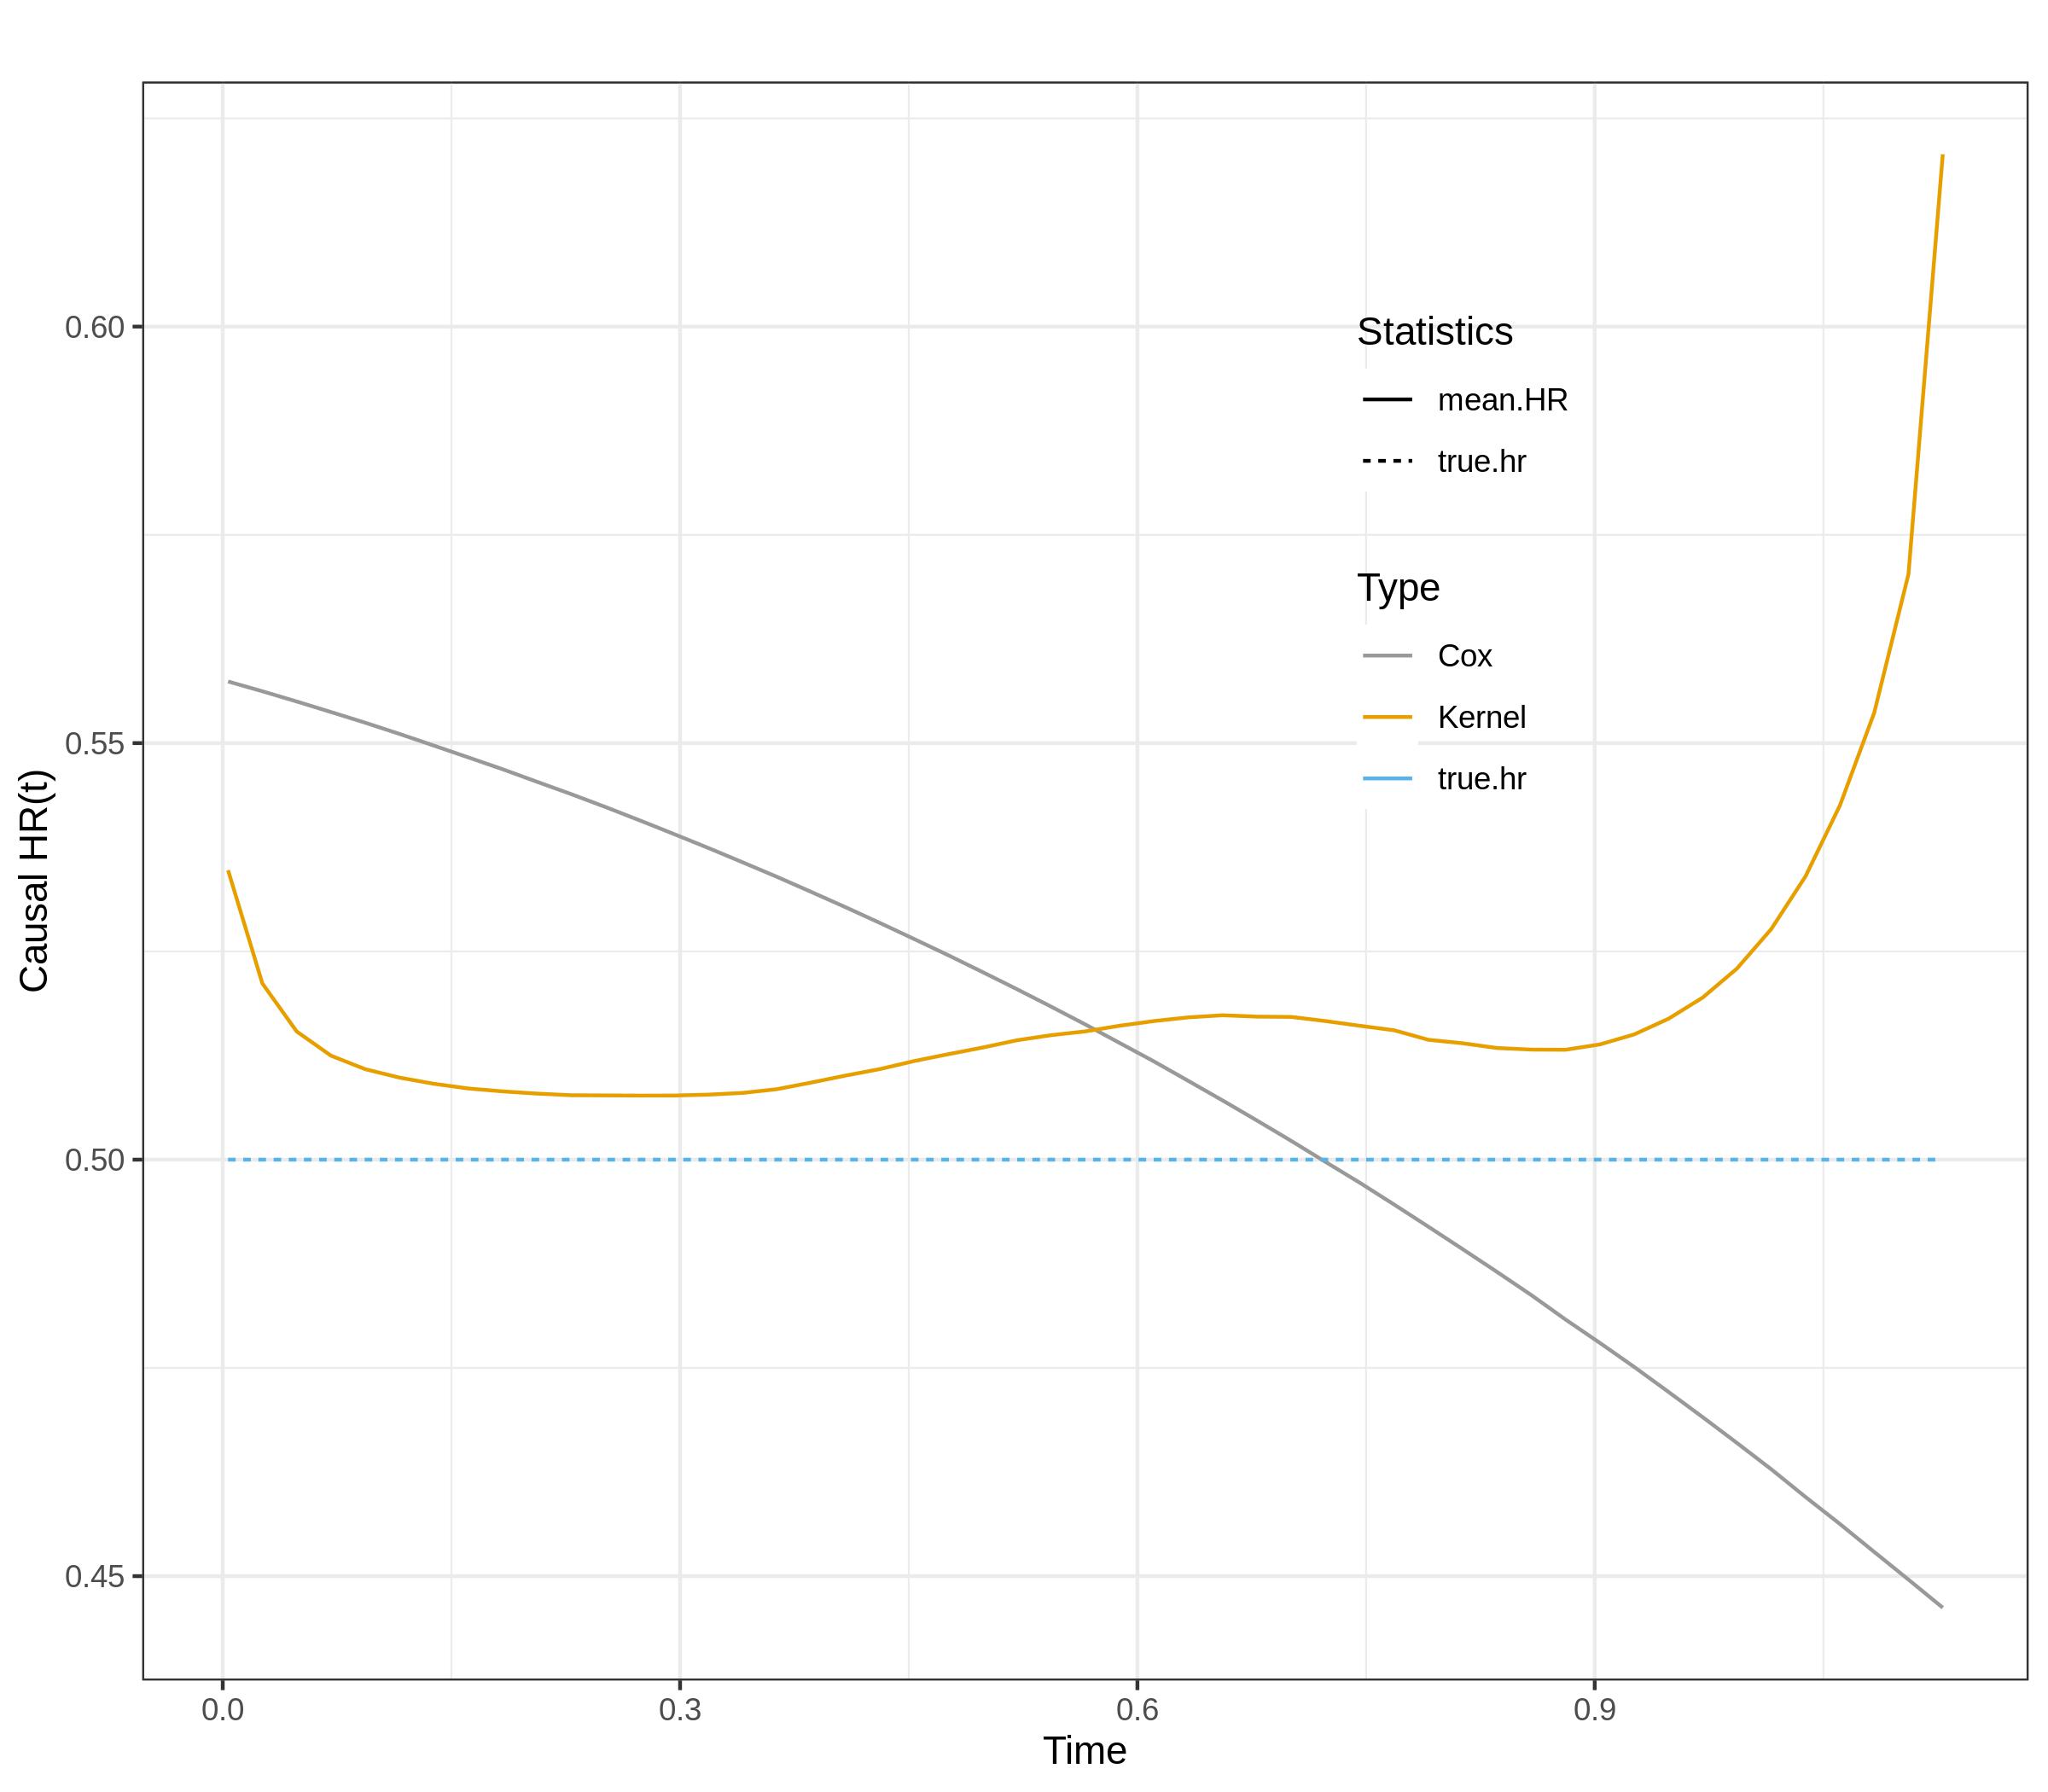 Causal HR(t)
0.60
0.55
0.50
0.45
Statistics
mean.HR
true.hr
Type
Cox
Kernel
true.hr
0.0 0.3 0.6 0.9
Time